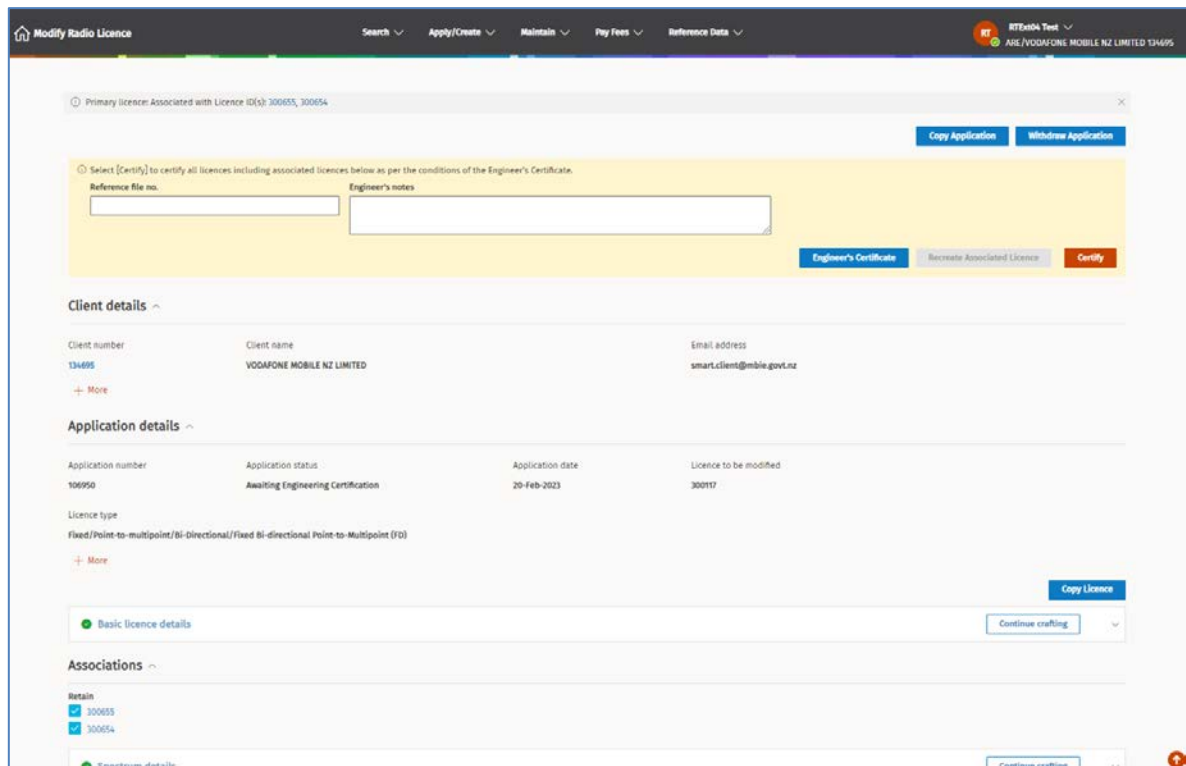 Modify Radio Licence
Search Apply/Create Maintain Pay Fees Reference Data
RT
RTExt04 Test
ARE/VODAFONE MOBILE NZ LIMITED 134695
Primary licence: Associated with Licence ID(s): 300655, 300654
Copy Application Withdraw Application
Select [Certify] to certify all licences including associated licences below as per the conditions of the Engineer's Certificate.
Reference file no. Engineer's notes
Engineer's Certificate Recreate Associated Licence Certify
Client details
Client number Client name Email address
134695 VODAFONE MOBILE NZ LIMITED smart.client@mbie.govt.nz
+ More
Application details
Application number Application status Application date Licence to be modified
106950 Awaiting Engineering Certification 20-Feb-2023 300117
Licence type
Fixed/Point-to-multipoint/Bi-Directional/Fixed Bi-directional Point-to-Multipoint (FD)
+ More
Copy Licence
Basic licence details Continue crafting
Associations
Retain
300655
300654
Spectrum details Continue crafting